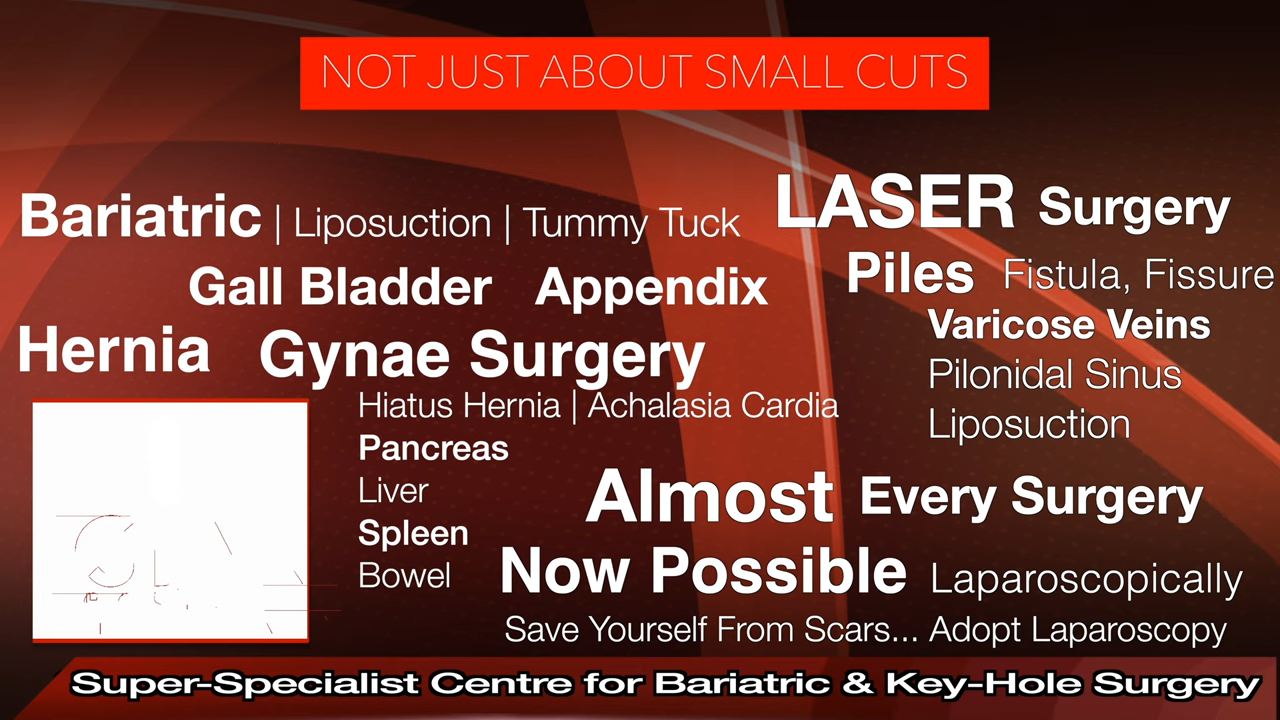 NOT JUST ABOUT SMALL CUTS
Bariatric | Liposuction | Tummy Tuck
Gall Bladder Appendix
Hernia Gynae Surgery
Hiatus Hernia | Achalasia Cardia
Pancreas
Liver
Spleen
Bowel
LASER Surgery
Piles Fistula, Fissure
Varicose Veins
Pilonidal Sinus
Liposuction
Almost Every Surgery
Now Possible Laparoscopically
Save Yourself From Scars... Adopt Laparoscopy
Super-Specialist Centre for Bariatric & Key-Hole Surgery